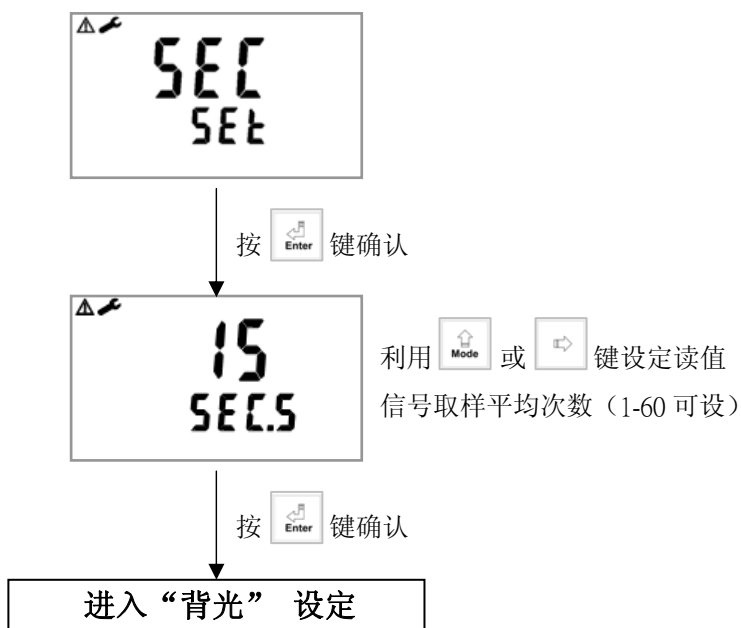 SEC
SEt
按 Enter 键确认
15
SEC.S
利用 Mode 或 键设定读值
信号取样平均次数（1-60 可设）
按 Enter 键确认
进入“背光” 设定